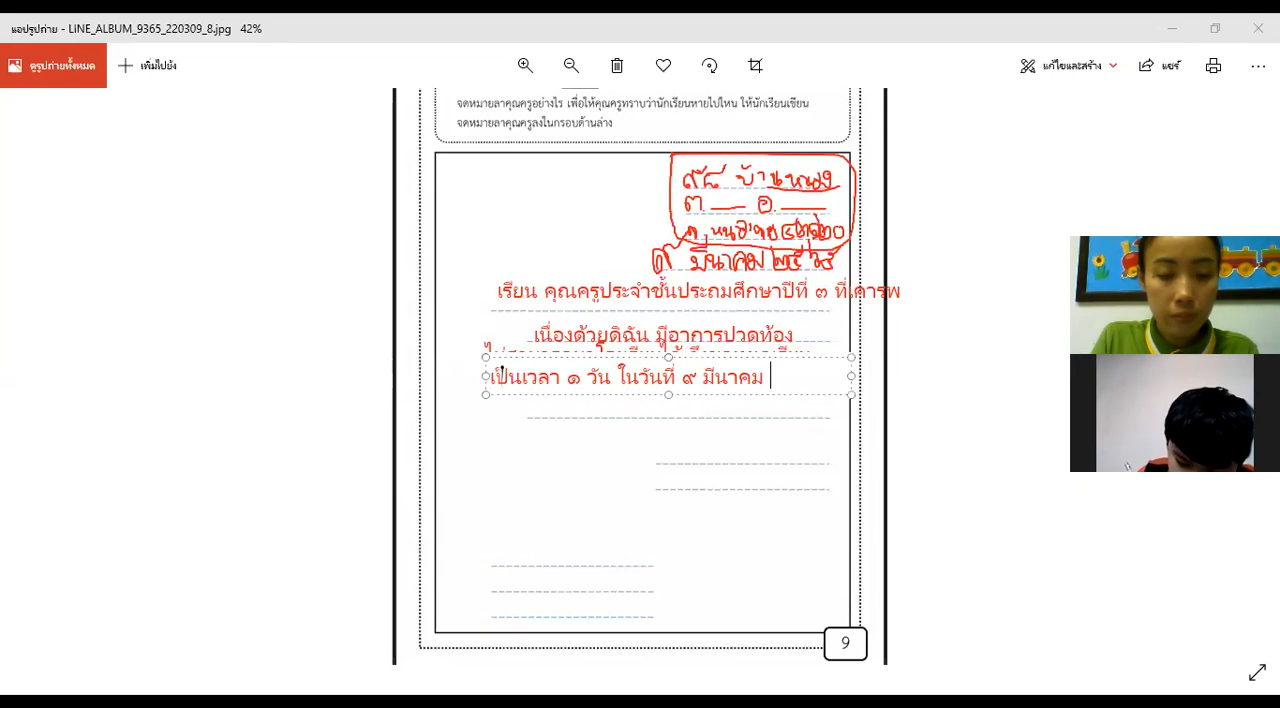 แอปรูปถ่าย - LINE_ALBUM_9365_220309_8.jpg 42%
ดูรูปถ่ายทั้งหมด
เพิ่มไปยัง
แก้ไขและสร้าง
แชร์
จดหมายลาคุณครูอย่างไร เพื่อให้คุณครูทราบว่านักเรียนหายไปไหน ให้นักเรียนเขียน
จดหมายลาคุณครูลงในกรอบด้านล่าง
๙๘ บ้านหนอง
ต. อ.
มีนาคม ๒๕๖๕
เรียน คุณครูประจำชั้นประถมศึกษาปีที่ ๓ ที่เคารพ
เนื่องด้วยดิฉัน มีอาการปวดท้อง
เป็นเวลา ๑ วัน ในวันที่ ๙ มีนาคม
9